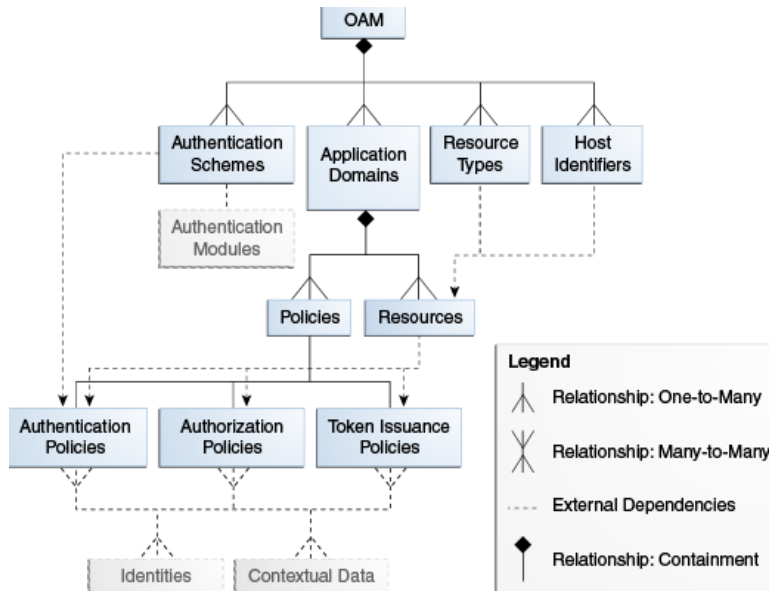 OAM
Authentication
Schemes
Application
Domains
Resource
Types
Host
Identifiers
Authentication
Modules
Policies
Resources
Authentication
Policies
Authorization
Policies
Token Issuance
Policies
Identities
Contextual Data
Legend
Relationship: One-to-Many
Relationship: Many-to-Many
External Dependencies
Relationship: Containment